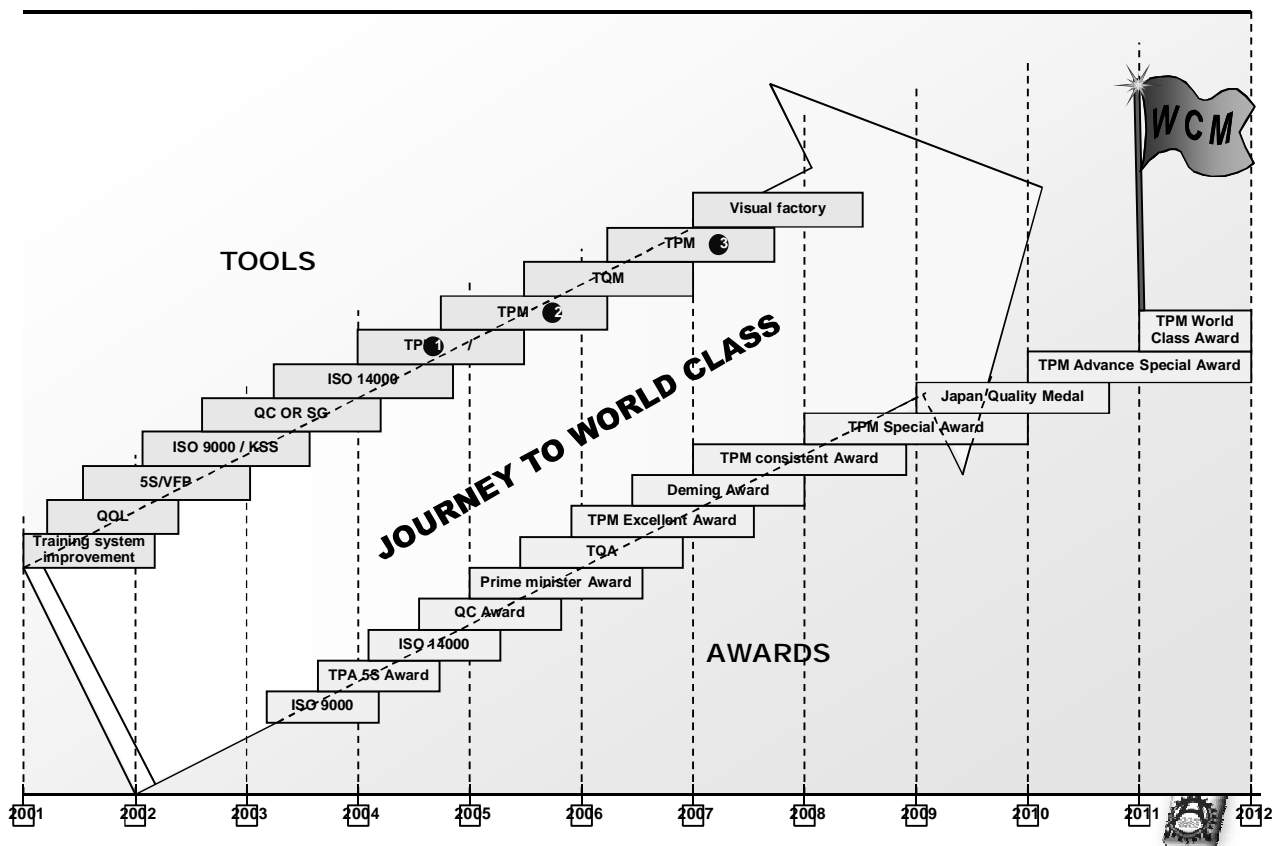 WCM
Visual factory
TPM 3
TOOLS
TQM
TPM 2
TPM 1
ISO 14000
QC OR SG
ISO 9000 / KSS
5S/VFP
QOL
Training system
improvement
JOURNEY TO WORLD CLASS
TPM World
Class Award
TPM Advance Special Award
Japan Quality Medal
TPM Special Award
TPM consistent Award
Deming Award
TPM Excellent Award
TQA
Prime minister Award
QC Award
ISO 14000
TPA 5S Award
ISO 9000
AWARDS
2001 2002 2003 2004 2005 2006 2007 2008 2009 2010 2011 2012